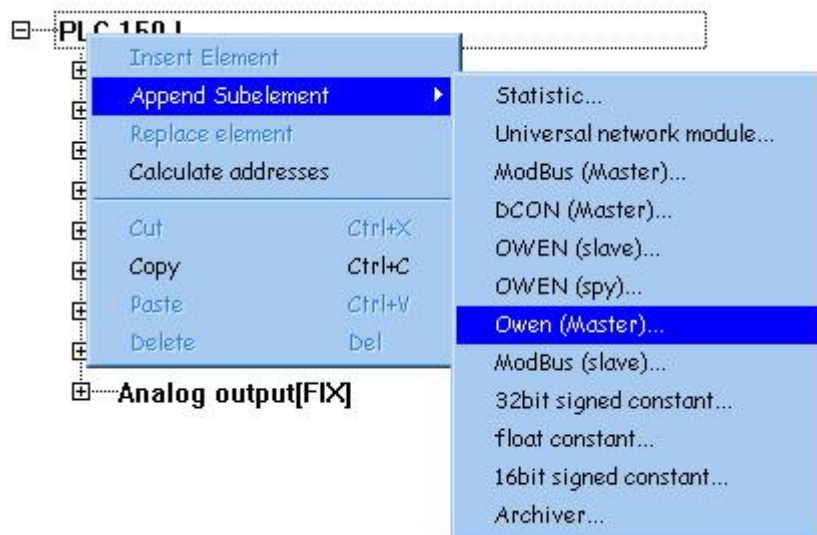 PLC 150 I
Insert Element
Append Subelement
Replace element
Calculate addresses
Cut Ctrl+X
Copy Ctrl+C
Paste Ctrl+V
Delete Del
Analog output[FIX]
Statistic...
Universal network module...
ModBus (Master)...
DCON (Master)...
OWEN (slave)...
OWEN (spy)...
Owen (Master)...
ModBus (slave)...
32bit signed constant...
float constant...
16bit signed constant...
Archiver...